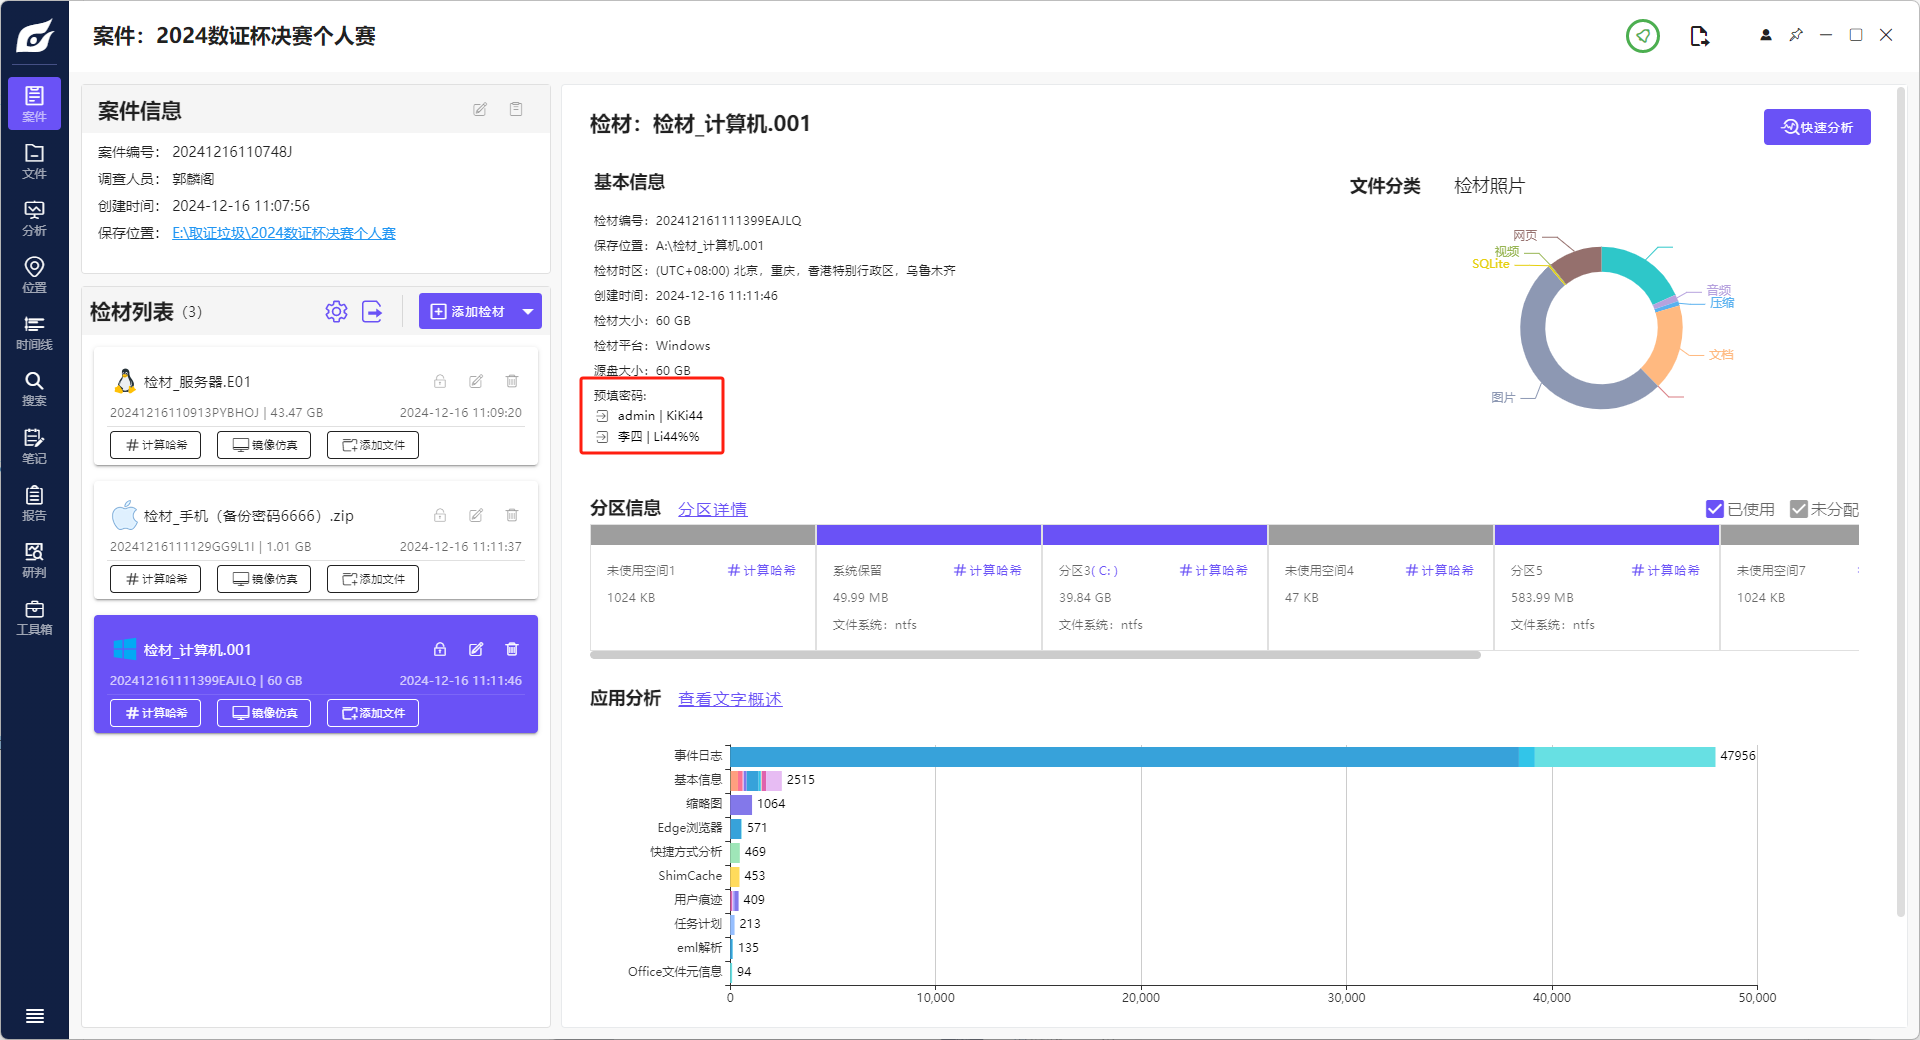 案件：2024数证杯决赛个人赛
案件
文件
分析
位置
时间线
搜索
笔记
报告
研判
工具箱
案件信息
案件编号： 20241216110748J
调查人员： 郭麟阁
创建时间： 2024-12-16 11:07:56
保存位置： E:\取证垃圾\2024数证杯决赛个人赛
检材列表 (3)
添加检材
检材_服务器.E01
20241216110913PYBHOJ | 43.47 GB 2024-12-16 11:09:20
计算哈希 镜像仿真 添加文件
检材_手机（备份密码6666）.zip
20241216111129GG9L1I | 1.01 GB 2024-12-16 11:11:37
计算哈希 镜像仿真 添加文件
检材_计算机.001
202412161111399EAJLQ | 60 GB 2024-12-16 11:11:46
计算哈希 镜像仿真 添加文件
检材：检材_计算机.001
快速分析
基本信息
检材编号：202412161111399EAJLQ
保存位置：A:\检材_计算机.001
检材时区：(UTC+08:00) 北京，重庆，香港特别行政区，乌鲁木齐
创建时间：2024-12-16 11:11:46
检材大小：60 GB
检材平台：Windows
源盘大小：60 GB
预填密码:
admin | KiKi44
李四 | Li44%%
文件分类 检材照片
网页
视频
SQLite
音频
压缩
文档
图片
分区信息 分区详情
已使用 未分配
未使用空间1 计算哈希
1024 KB
系统保留 计算哈希
49.99 MB
文件系统：ntfs
分区3( C: ) 计算哈希
39.84 GB
文件系统：ntfs
未使用空间4 计算哈希
47 KB
分区5 计算哈希
583.99 MB
文件系统：ntfs
未使用空间7
1024 KB
应用分析 查看文字概述
事件日志 47956
基本信息 2515
缩略图 1064
Edge浏览器 571
快捷方式分析 469
ShimCache 453
用户痕迹 409
任务计划 213
eml解析 135
Office文件元信息 94
0 10,000 20,000 30,000 40,000 50,000